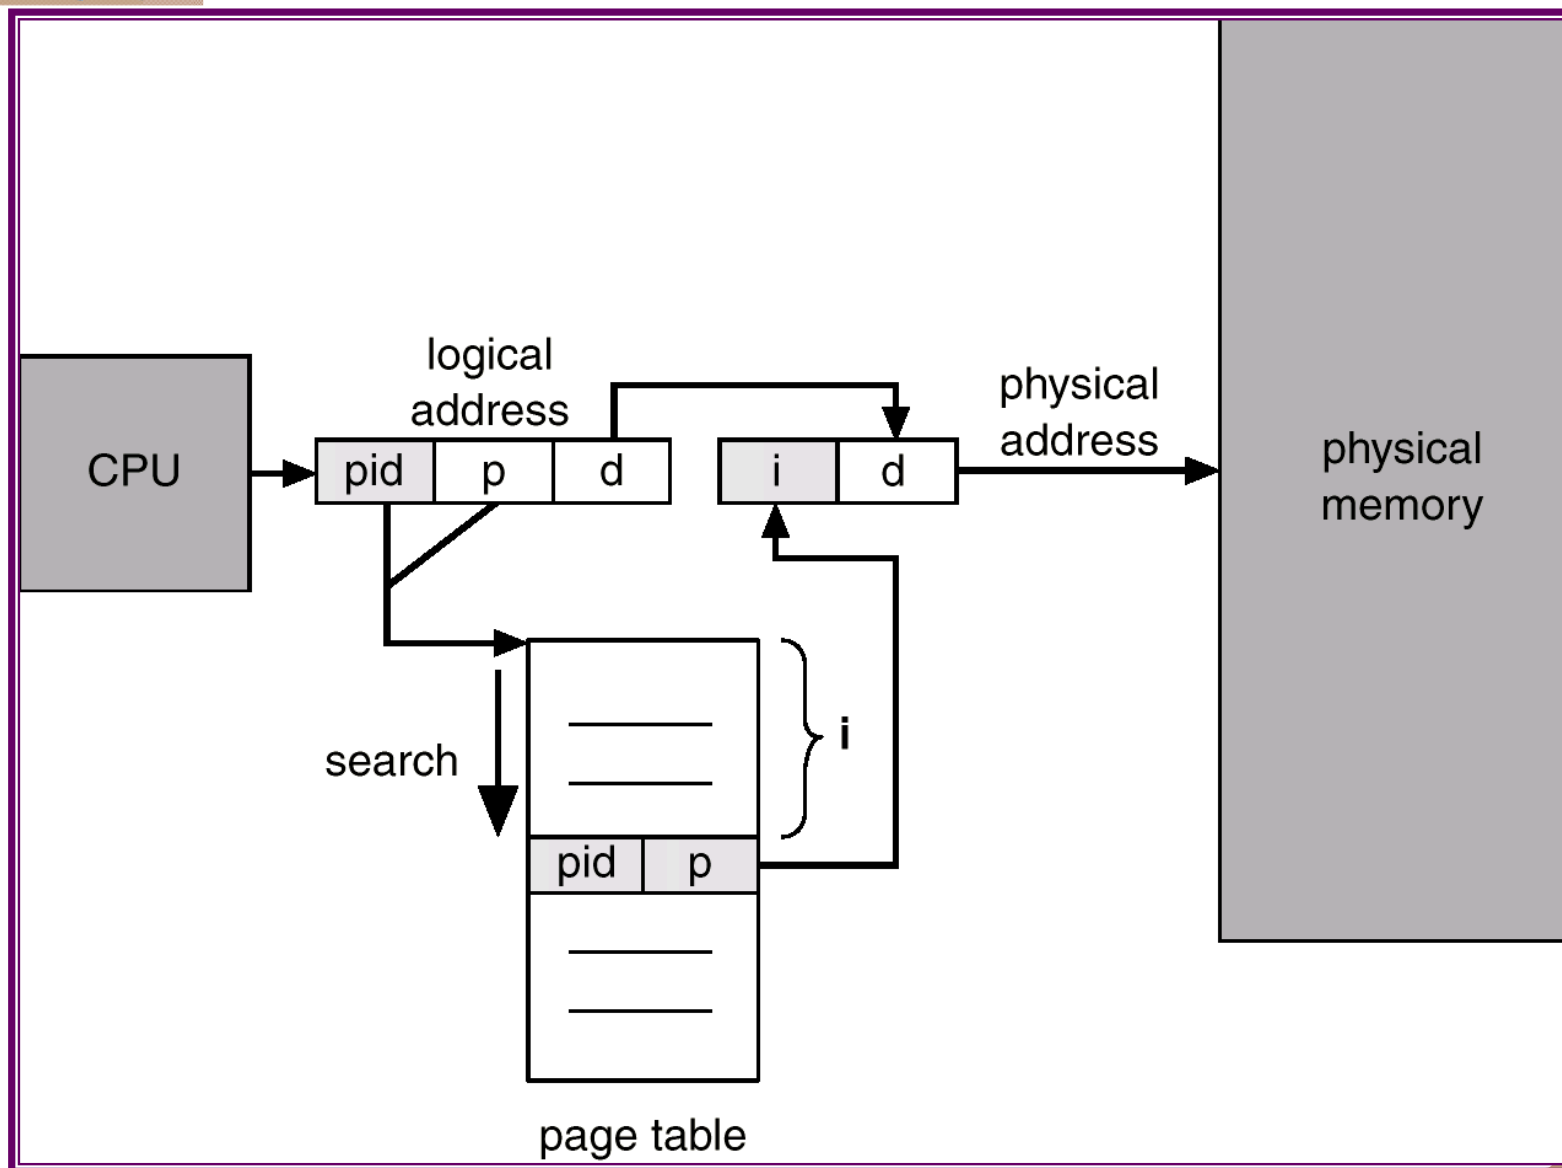 logical
address
physical
address
CPU
pid
p
d
i
d
physical
memory
search
i
pid
p
page table